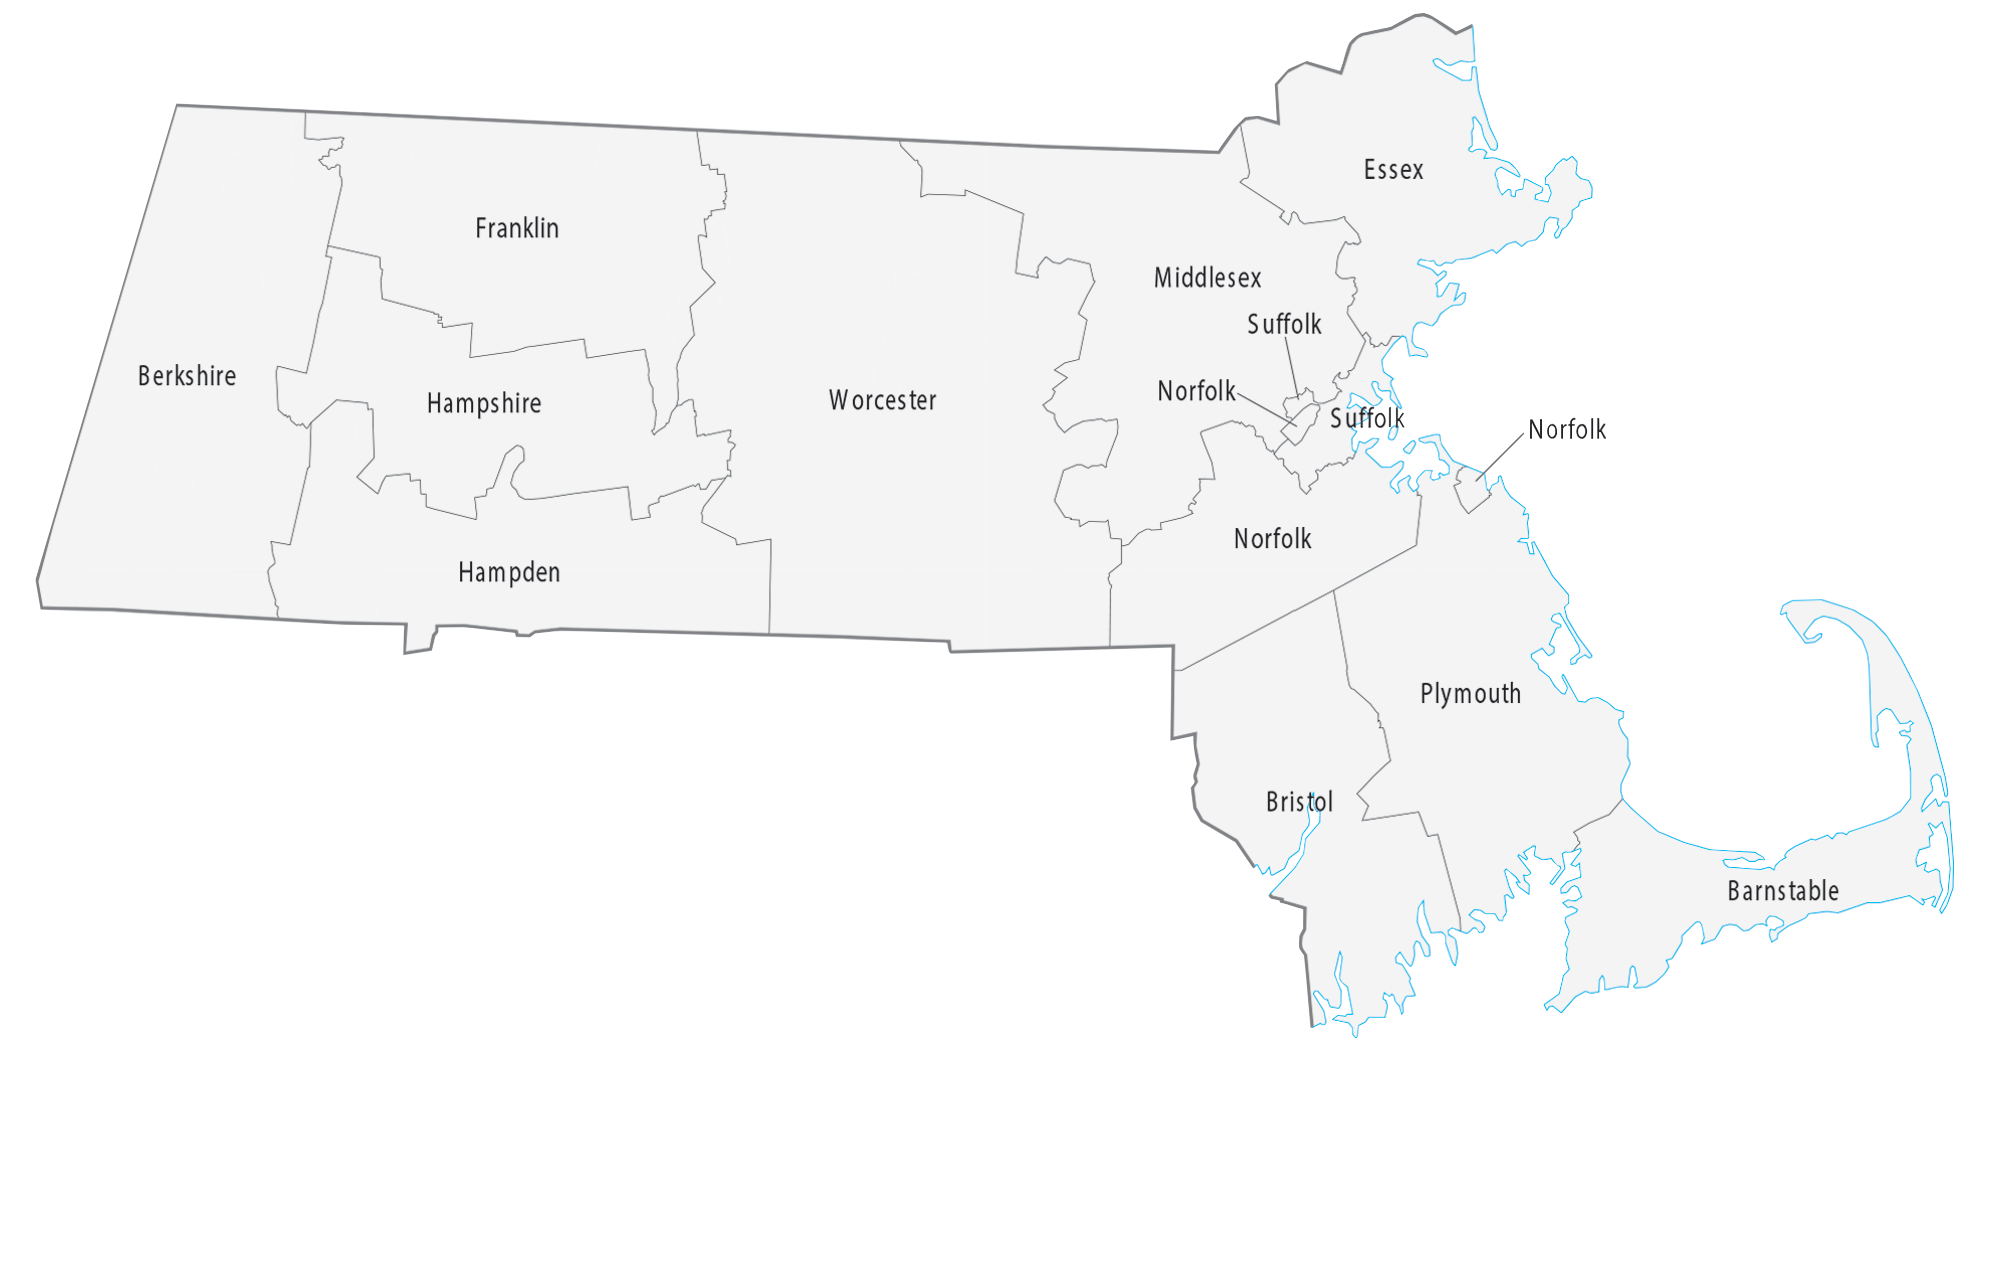 Essex
Franklin
Middlesex
Suffolk
Berkshire
Norfolk
Hampshire
Worcester
Suffolk
Norfolk
Norfolk
Hampden
Plymouth
Bristol
Barnstable